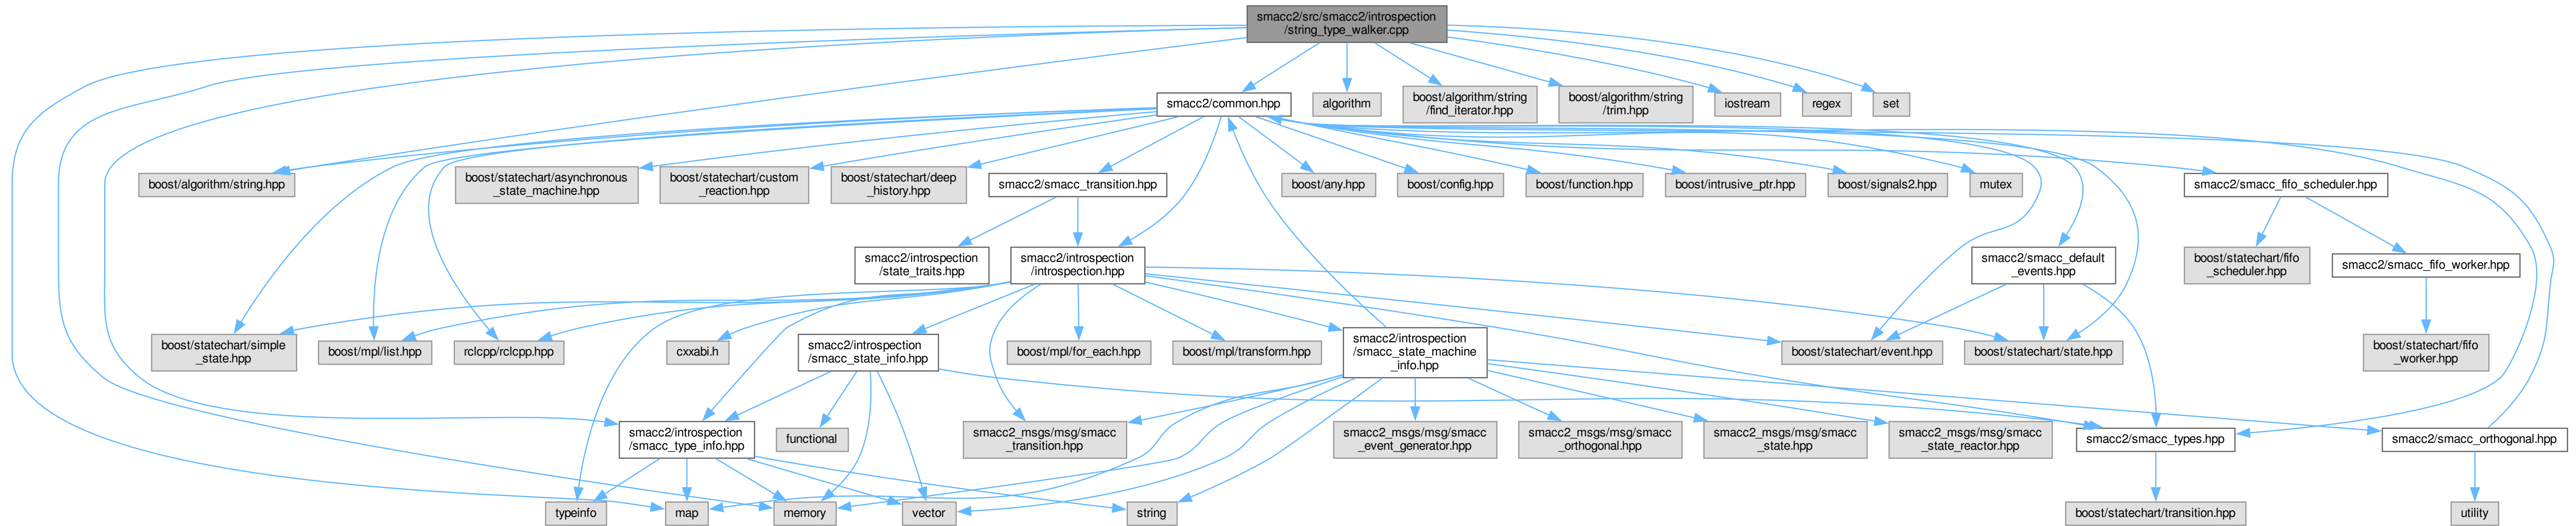 smacc2/src/smacc2/introspection
/string_type_walker.cpp
smacc2/common.hpp
algorithm
boost/algorithm/string
/find_iterator.hpp
boost/algorithm/string
/trim.hpp
iostream
regex
set
boost/algorithm/string.hpp
boost/statechart/asynchronous
_state_machine.hpp
boost/statechart/custom
_reaction.hpp
boost/statechart/deep
_history.hpp
smacc2/smacc_transition.hpp
boost/any.hpp
boost/config.hpp
boost/function.hpp
boost/intrusive_ptr.hpp
boost/signals2.hpp
mutex
smacc2/smacc_fifo_scheduler.hpp
smacc2/introspection
/state_traits.hpp
smacc2/introspection
/introspection.hpp
smacc2/smacc_default
_events.hpp
boost/statechart/fifo
_scheduler.hpp
smacc2/smacc_fifo_worker.hpp
boost/statechart/simple
_state.hpp
boost/mpl/list.hpp
rclcpp/rclcpp.hpp
cxxabi.h
smacc2/introspection
/smacc_state_info.hpp
boost/mpl/for_each.hpp
boost/mpl/transform.hpp
smacc2/introspection
/smacc_state_machine
_info.hpp
boost/statechart/event.hpp
boost/statechart/state.hpp
boost/statechart/fifo
_worker.hpp
smacc2/introspection
/smacc_type_info.hpp
functional
smacc2_msgs/msg/smacc
_transition.hpp
smacc2_msgs/msg/smacc
_event_generator.hpp
smacc2_msgs/msg/smacc
_orthogonal.hpp
smacc2_msgs/msg/smacc
_state.hpp
smacc2_msgs/msg/smacc
_state_reactor.hpp
smacc2/smacc_types.hpp
smacc2/smacc_orthogonal.hpp
typeinfo
map
memory
vector
string
boost/statechart/transition.hpp
utility